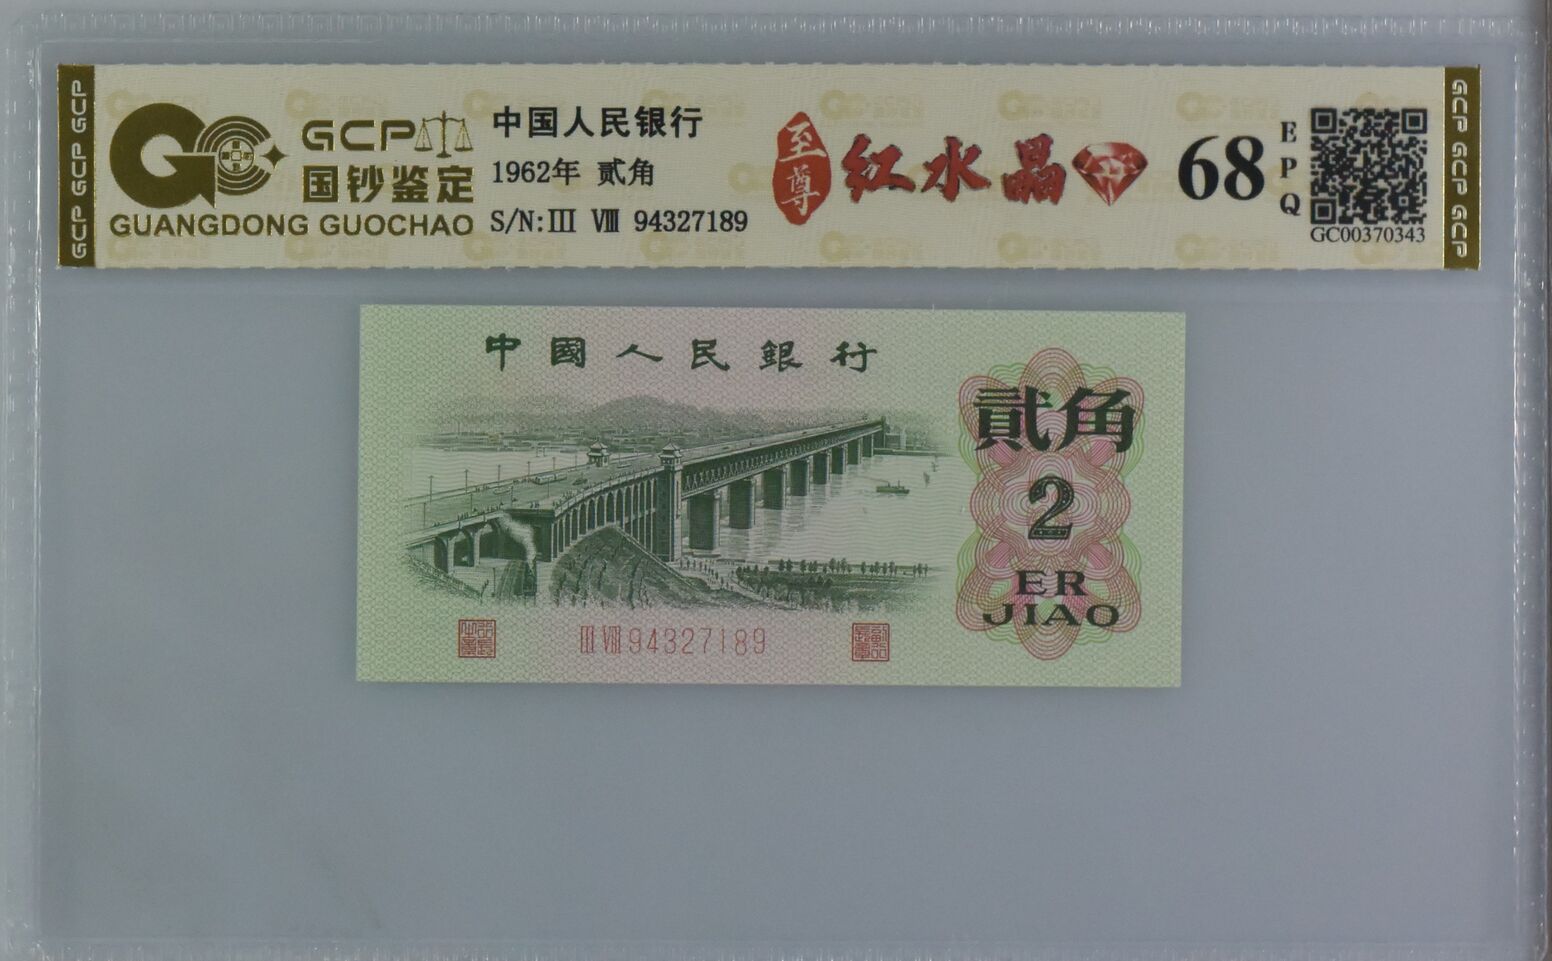 GCP GCP GCP
GCP
国钞鉴定
GUANGDONG GUOCHAO
中国人民银行
1962年 贰角
S/N:Ⅲ Ⅷ 94327189
至尊
红水晶
68
EPQ
GC00370343
GCP GCP GCP
中國人民銀行
貳角
2
ER
JIAO
Ⅲ Ⅷ 94327189